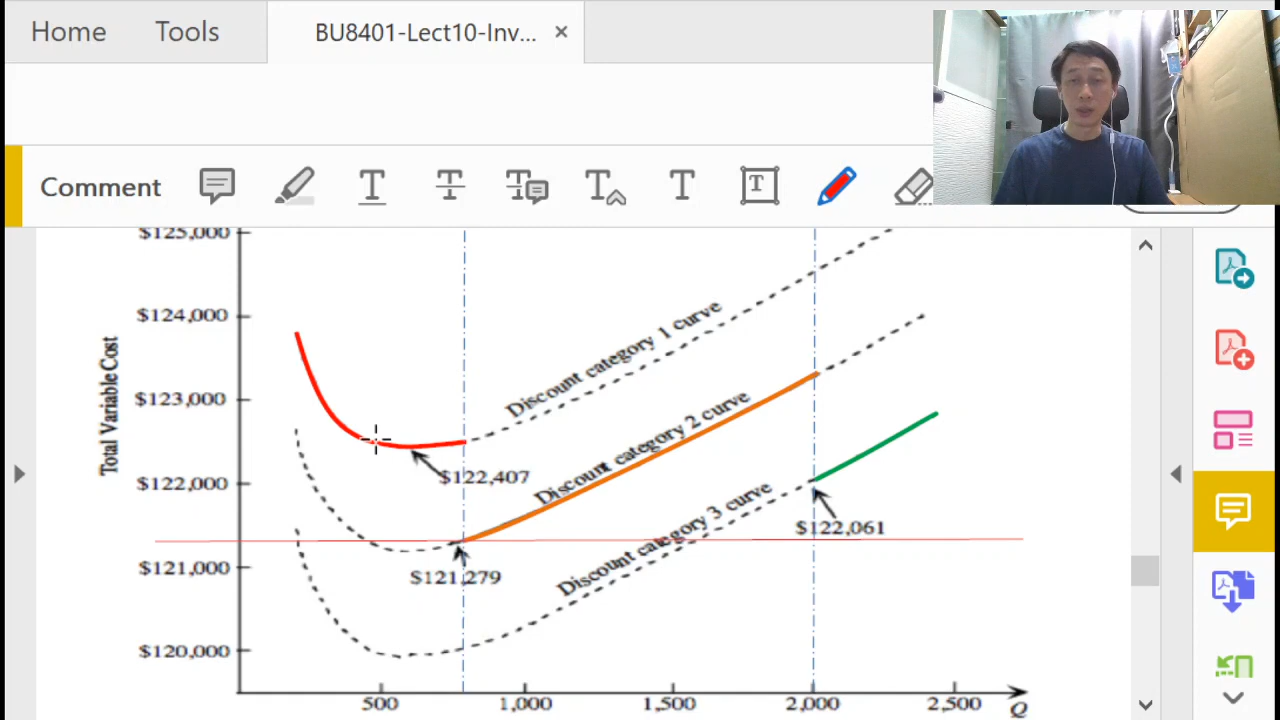 Home Tools BU8401-Lect10-Inv... ×
Comment
$125,000
$124,000
$123,000
$122,000
$121,000
$120,000
Total Variable Cost
Discount category 1 curve
Discount category 2 curve
Discount category 3 curve
$122,407
$122,061
$121,279
500 1,000 1,500 2,000 2,500 Q